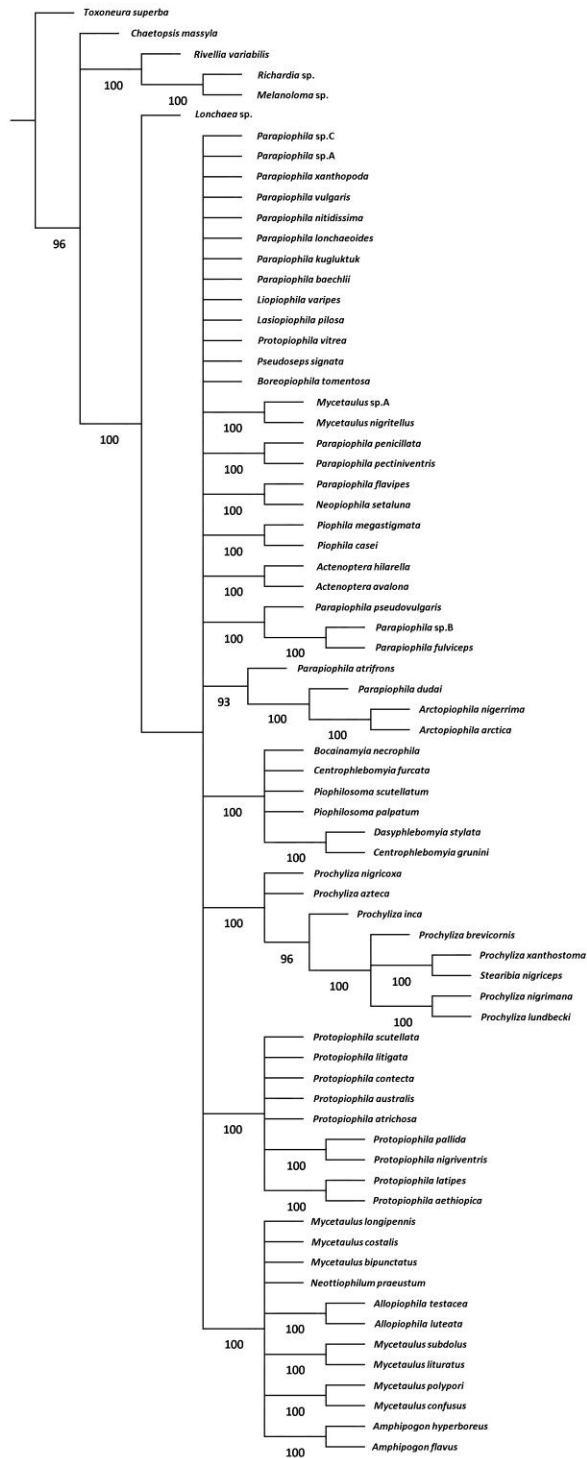 Toxoneura superba
Chaetopsis massyla
Rivellia variabilis
Richardia sp.
100
Melanoloma sp.
100
Lonchaea sp.
Parapiophila sp.C
Parapiophila sp.A
Parapiophila xanthopoda
Parapiophila vulgaris
Parapiophila nitidissima
Parapiophila lonchaeoides
96
Parapiophila kugluktuk
Parapiophila baechlii
Liopiophila varipes
Lasiopiophila pilosa
Protopiophila vitrea
Pseudoseps signata
Boreopiophila tomentosa
Mycetaulus sp.A
Mycetaulus nigritellus
100
100
Parapiophila penicillata
Parapiophila pectiniventris
100
Parapiophila flavipes
Neopiophila setaluna
100
Piophila megastigmata
Piophila casei
100
Actenoptera hilarella
Actenoptera avalona
100
Parapiophila pseudovulgaris
Parapiophila sp.B
100
Parapiophila fulviceps
100
Parapiophila atrifrons
Parapiophila dudai
93
Arctopiophila nigerrima
100
Arctopiophila arctica
100
Bocainamyia necrophila
Centrophlebomyia furcata
Piophilosoma scutellatum
100
Piophilosoma palpatum
Dasyphlebomyia stylata
Centrophlebomyia grunini
100
Prochyliza nigricoxa
Prochyliza azteca
100
Prochyliza inca
Prochyliza brevicornis
Prochyliza xanthostoma
96
100
Stearibia nigriceps
100
Prochyliza nigrimana
Prochyliza lundbecki
100
Protopiophila scutellata
Protopiophila litigata
Protopiophila contecta
Protopiophila australis
Protopiophila atrichosa
100
Protopiophila pallida
Protopiophila nigriventris
100
Protopiophila latipes
Protopiophila aethiopica
100
Mycetaulus longipennis
Mycetaulus costalis
Mycetaulus bipunctatus
Neottiophilum praeustum
Allopiophila testacea
Allopiophila luteata
100
100
Mycetaulus subdolus
Mycetaulus lituratus
100
Mycetaulus polypori
Mycetaulus confusus
100
Amphipogon hyperboreus
Amphipogon flavus
100